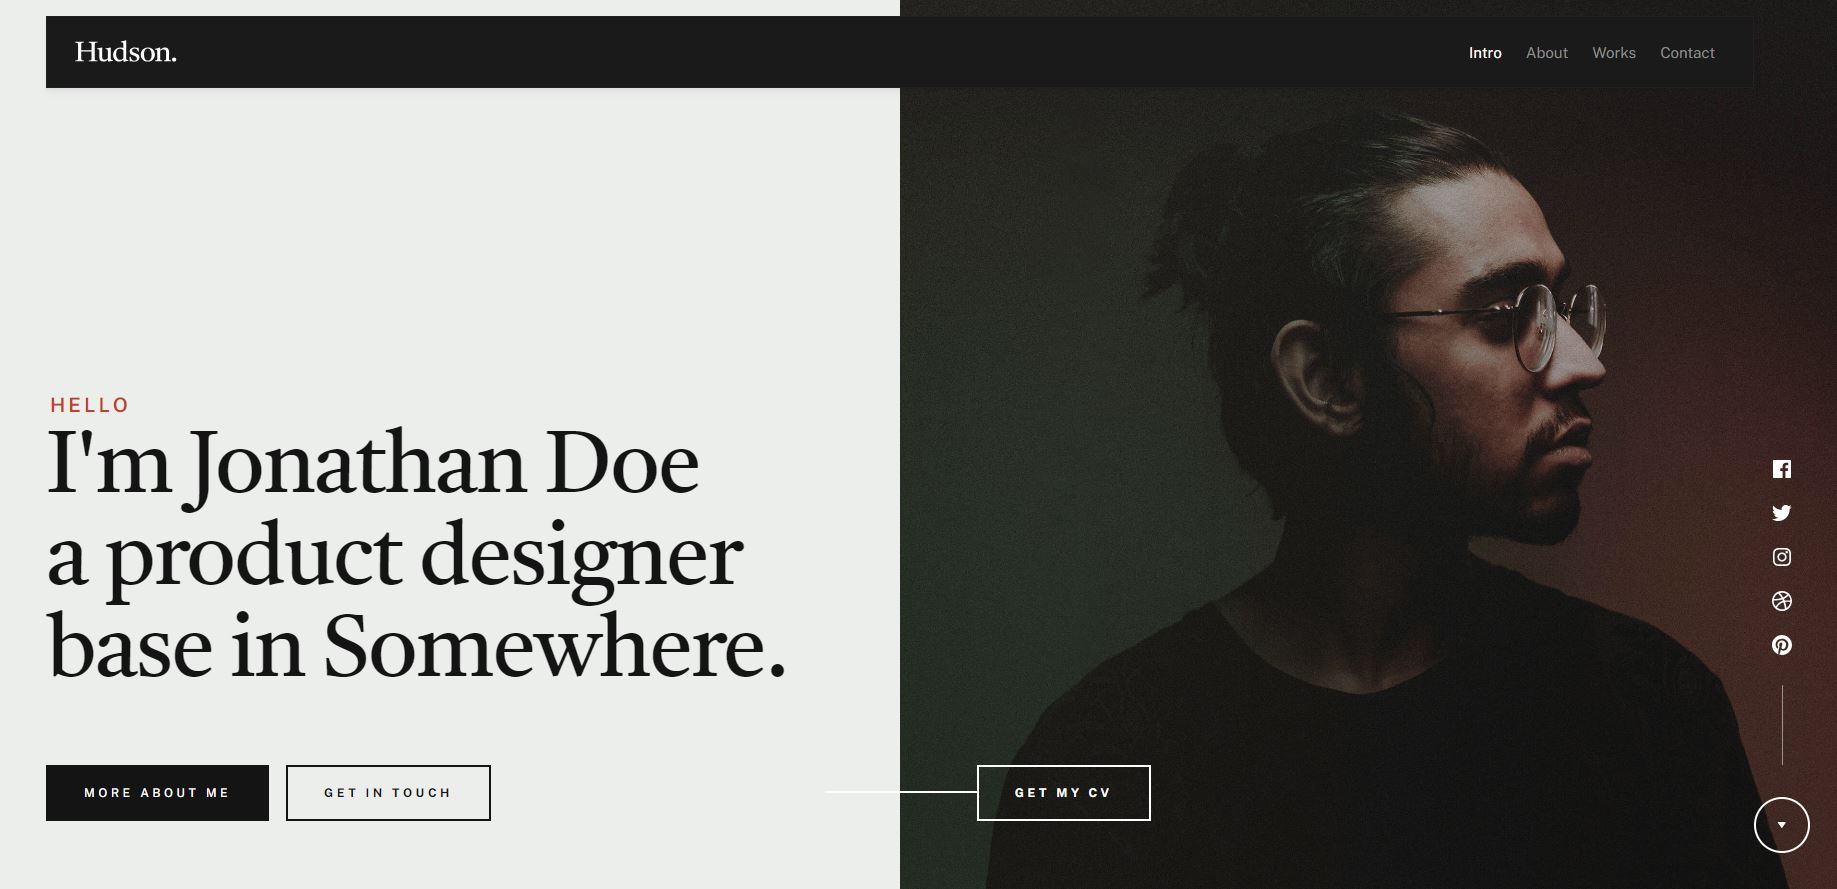 Hudson.
Intro About Works Contact
HELLO
I'm Jonathan Doe
a product designer
base in Somewhere.
MORE ABOUT ME GET IN TOUCH GET MY CV